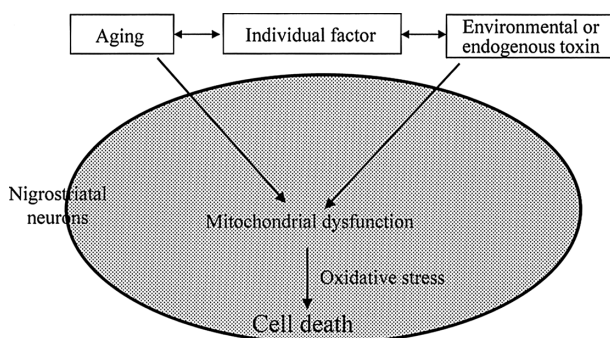 Aging
Individual factor
Environmental or
endogenous toxin
Nigrostriatal
neurons
Mitochondrial dysfunction
Oxidative stress
Cell death